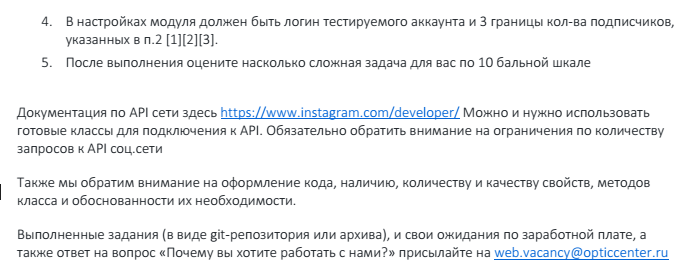 4. В настройках модуля должен быть логин тестируемого аккаунта и 3 границы кол-ва подписчиков,
указанных в п.2 [1][2][3].
5. После выполнения оцените насколько сложная задача для вас по 10 бальной шкале
Документация по API сети здесь https://www.instagram.com/developer/ Можно и нужно использовать
готовые классы для подключения к API. Обязательно обратить внимание на ограничения по количеству
запросов к API соц.сети
Также мы обратим внимание на оформление кода, наличию, количеству и качеству свойств, методов
класса и обоснованности их необходимости.
Выполненные задания (в виде git-репозитория или архива), и свои ожидания по заработной плате, а
также ответ на вопрос «Почему вы хотите работать с нами?» присылайте на web.vacancy@opticcenter.ru